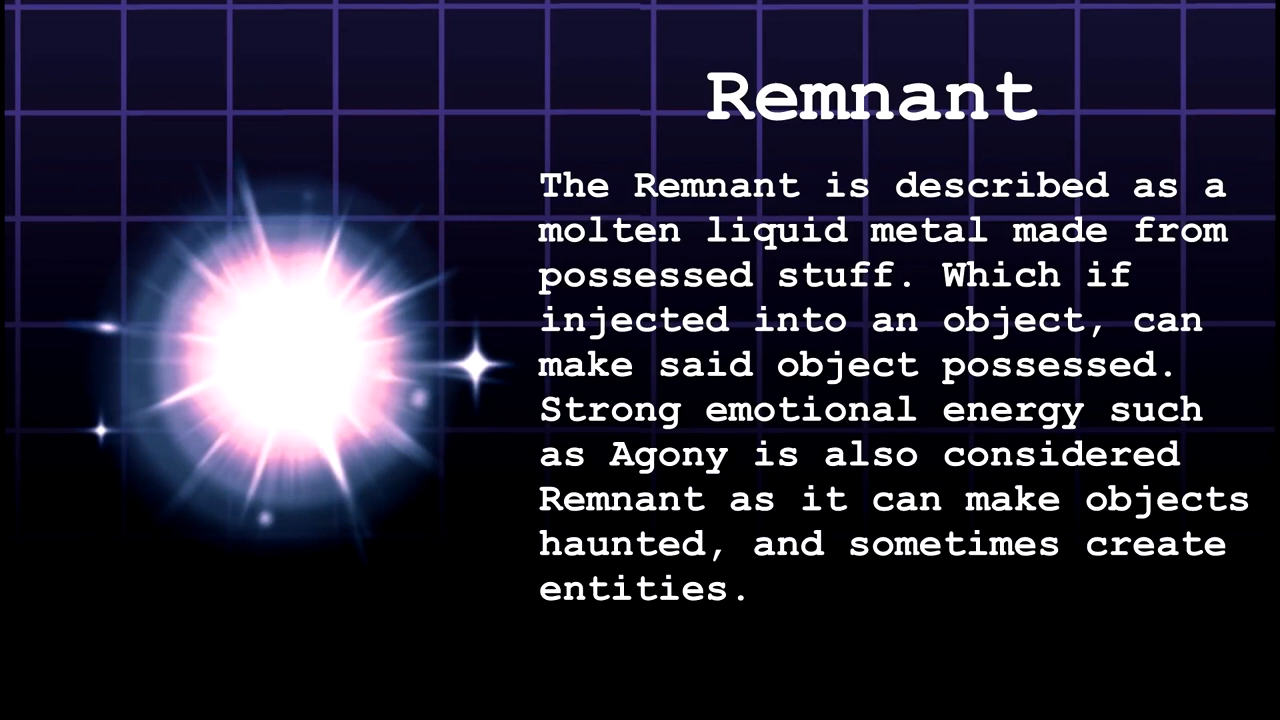 Remnant
The Remnant is described as a
molten liquid metal made from
possessed stuff. Which if
injected into an object, can
make said object possessed.
Strong emotional energy such
as Agony is also considered
Remnant as it can make objects
haunted, and sometimes create
entities.